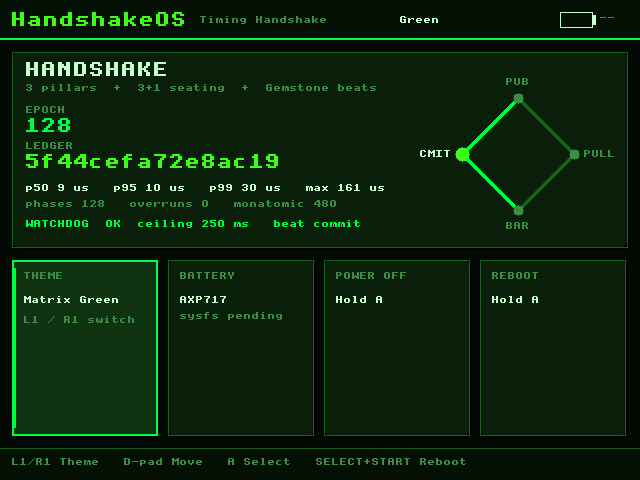 HandshakeOS Timing Handshake Green --
HANDSHAKE
3 pillars + 3+1 seating + Gemstone beats
EPOCH
128
LEDGER
5f44cefa72e8ac19
p50 9 us p95 10 us p99 30 us max 161 us
phases 128 overruns 0 monatomic 480
WATCHDOG OK ceiling 250 ms beat commit
PUB
CMIT
PULL
BAR
THEME
Matrix Green
L1 / R1 switch
BATTERY
AXP717
sysfs pending
POWER OFF
Hold A
REBOOT
Hold A
L1/R1 Theme D-pad Move A Select SELECT+START Reboot